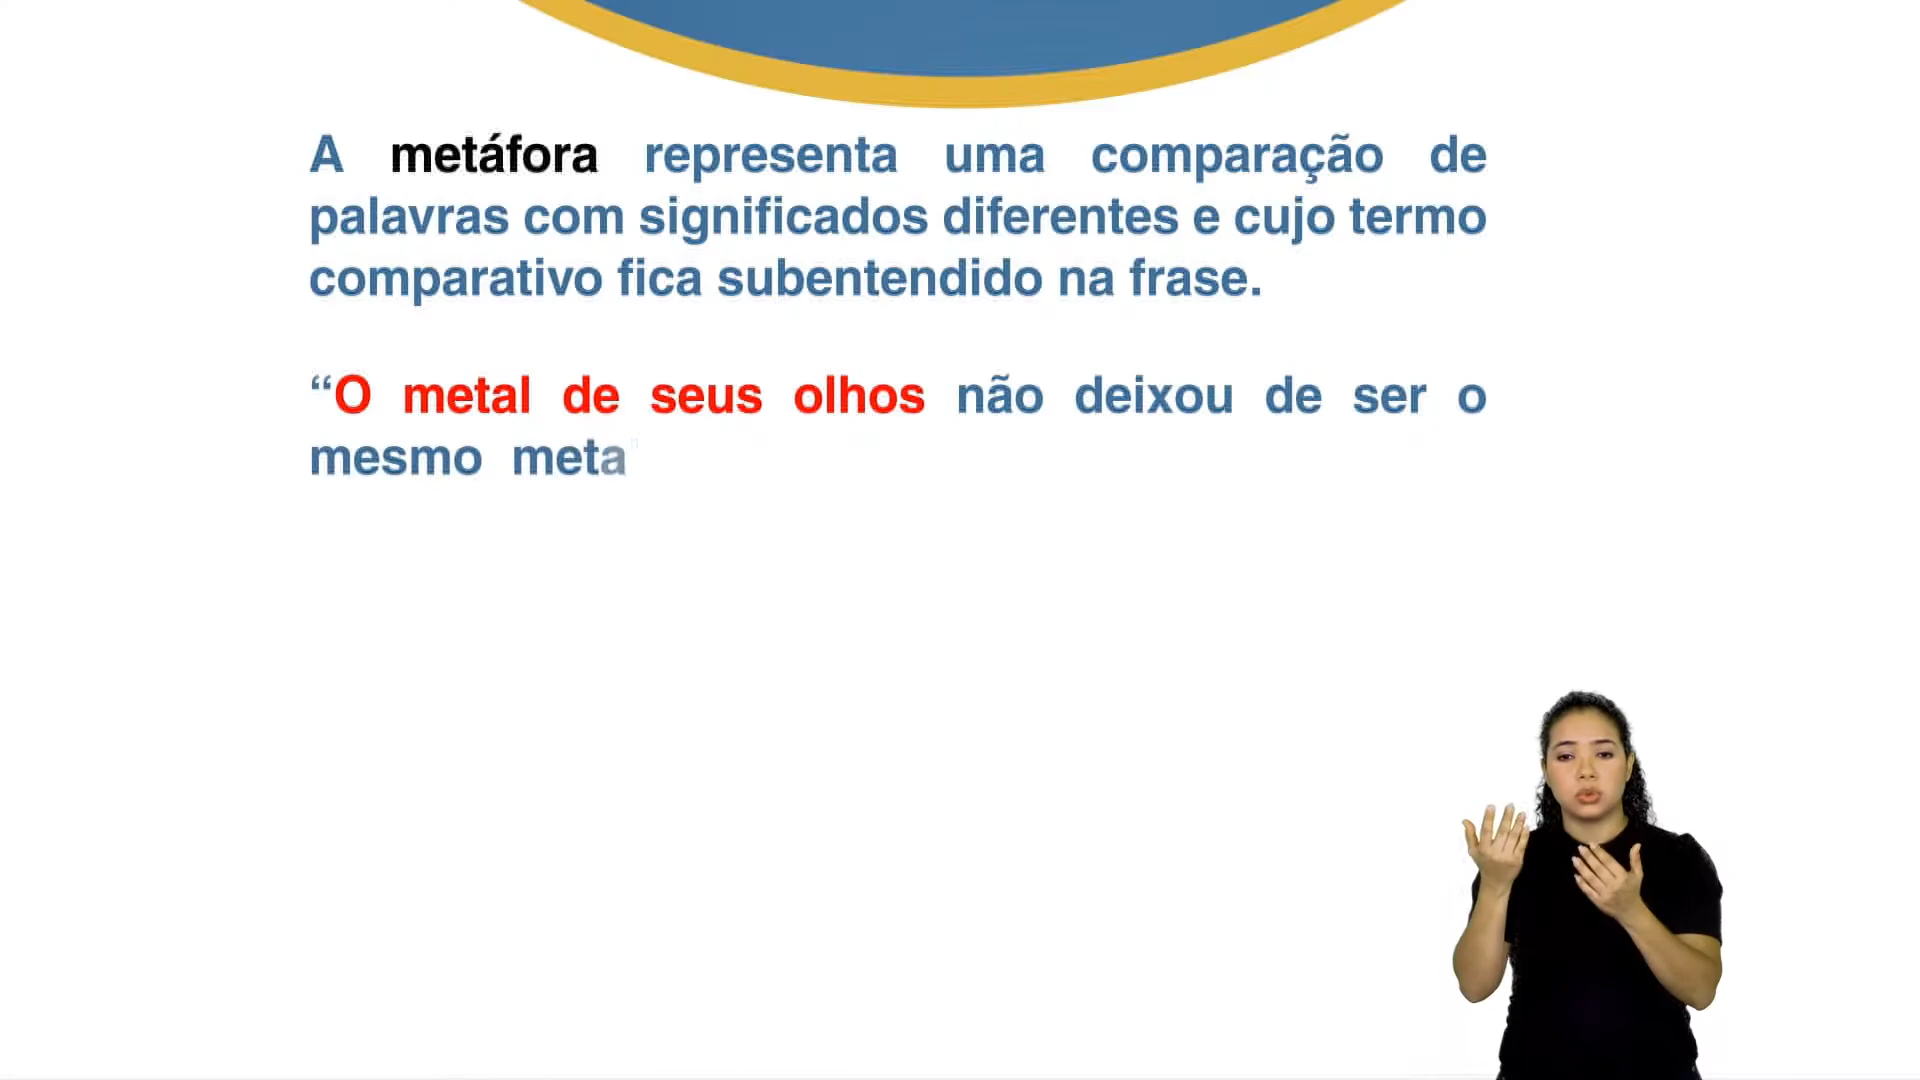 A metáfora representa uma comparação de
palavras com significados diferentes e cujo termo
comparativo fica subentendido na frase.
“O metal de seus olhos não deixou de ser o
mesmo meta